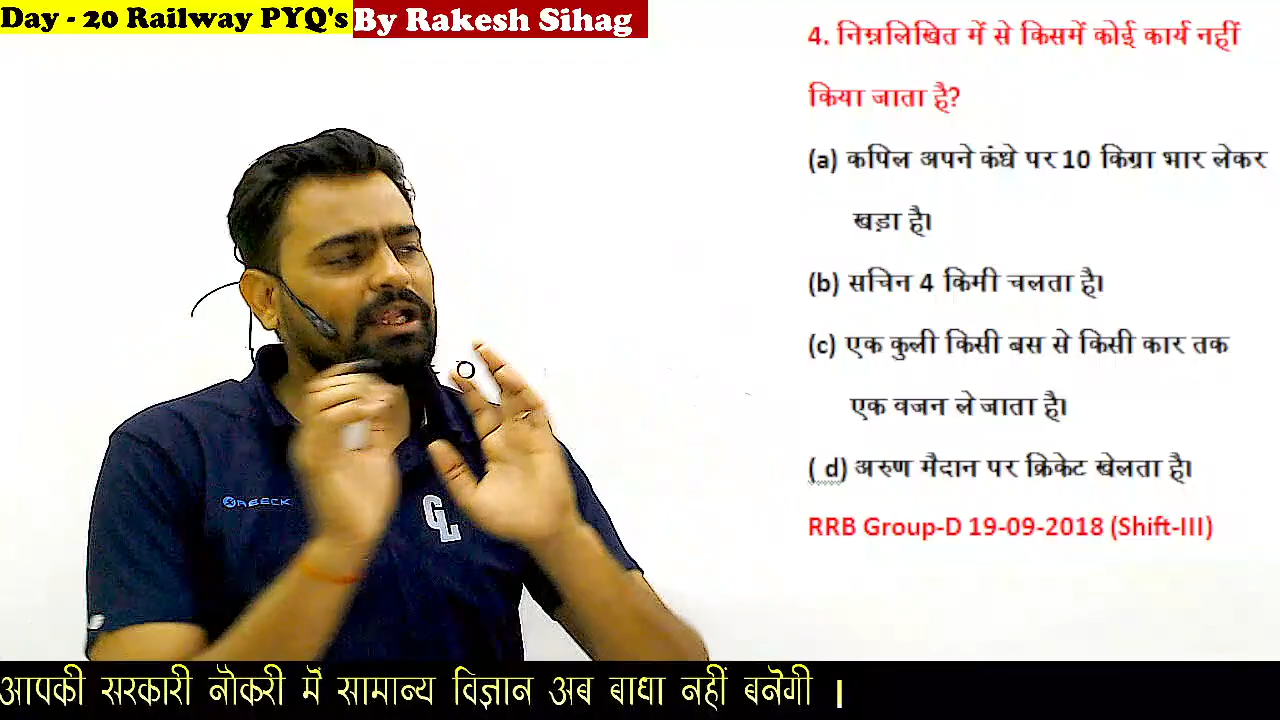 Day - 20 Railway PYQ's By Rakesh Sihag
4. निम्नलिखित में से किसमें कोई कार्य नहीं
किया जाता है?
(a) कपिल अपने कंधे पर 10 किग्रा भार लेकर
खड़ा है।
(b) सचिन 4 किमी चलता है।
(c) एक कुली किसी बस से किसी कार तक
एक वजन ले जाता है।
( d) अरुण मैदान पर क्रिकेट खेलता है।
RRB Group-D 19-09-2018 (Shift-III)
REECK
GL
आपकी सरकारी नौकरी में सामान्य विज्ञान अब बाधा नहीं बनेगी ।